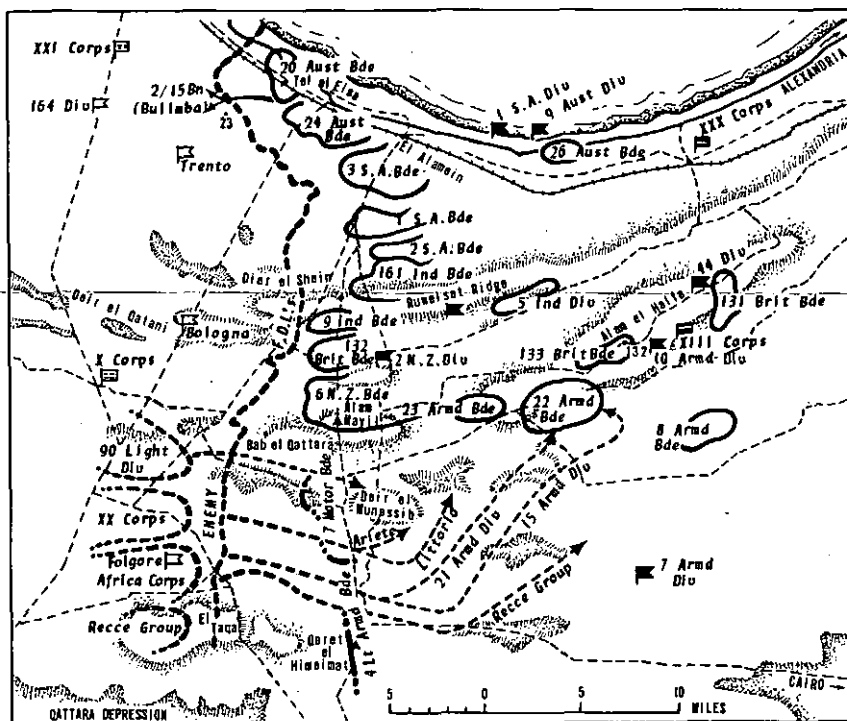 XXI Corps
20 Aust Bde
Tel el Eisa
164 Div
2/15 Bn
(Bulimba)
23
24 Aust
Bde
1 S.A. Div
9 Aust Div
XXX Corps
ALEXANDRIA
26 Aust Bde
Trento
El Alamein
3 S.A. Bde
1 S.A. Bde
2 S.A. Bde
161 Ind Bde
Deir el Shein
Ruweisat Ridge
44 Div
131 Brit Bde
Deir el Qatani
Bologna
F.D.L's
9 Ind Bde
5 Ind Div
Alam el Halfa
X Corps
132
Brit Bde
2 N.Z. Div
133 Brit Bde
132
XIII Corps
10 Armd Div
6 N.Z. Bde
Alam
Nayil
23 Armd Bde
22 Armd
Bde
8 Armd
Bde
90 Light
Div
Bab el Qattara
ENEMY
7 Motor Bde
Deir el
Munassib
XX Corps
Ariete
Littorio
21 Armd Div
15 Armd Div
Folgore
Africa Corps
Recce Group
7 Armd
Div
Recce Group
El
Taqa
Qaret
el
Himeimat
4 Lt Armd Bde
QATTARA DEPRESSION
5 0 5 10
MILES
CAIRO